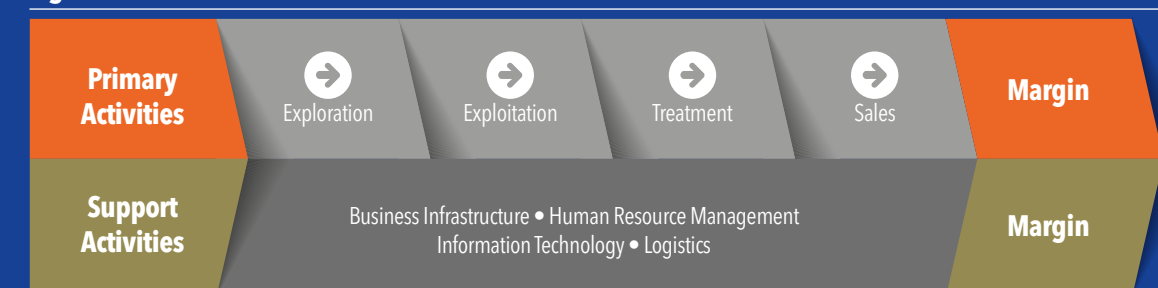 Primary
Activities
Exploration
Exploitation
Treatment
Sales
Margin
Support
Activities
Business Infrastructure • Human Resource Management
Information Technology • Logistics
Margin